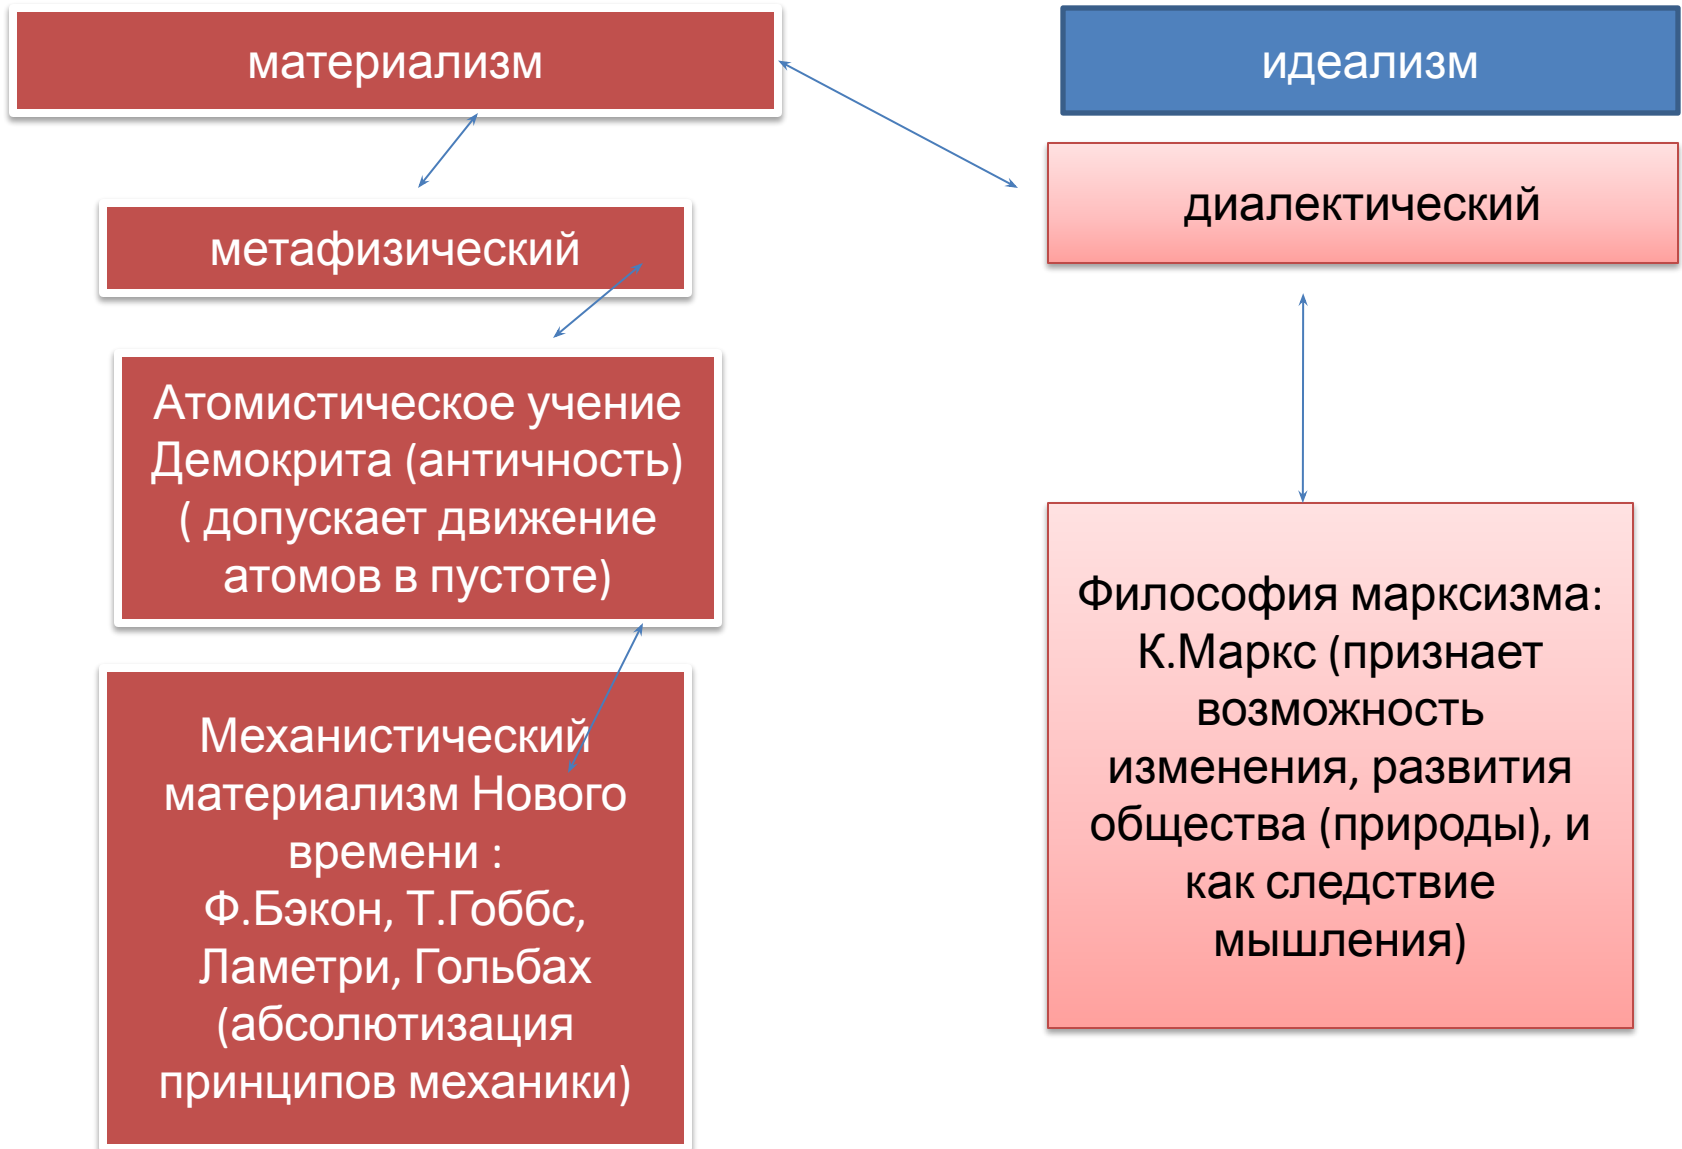 материализм
идеализм
метафизический
диалектический
Атомистическое учение
Демокрита (античность)
( допускает движение
атомов в пустоте)
Механистический
материализм Нового
времени :
Ф.Бэкон, Т.Гоббс,
Ламетри, Гольбах
(абсолютизация
принципов механики)
Философия марксизма:
К.Маркс (признает
возможность
изменения, развития
общества (природы), и
как следствие
мышления)